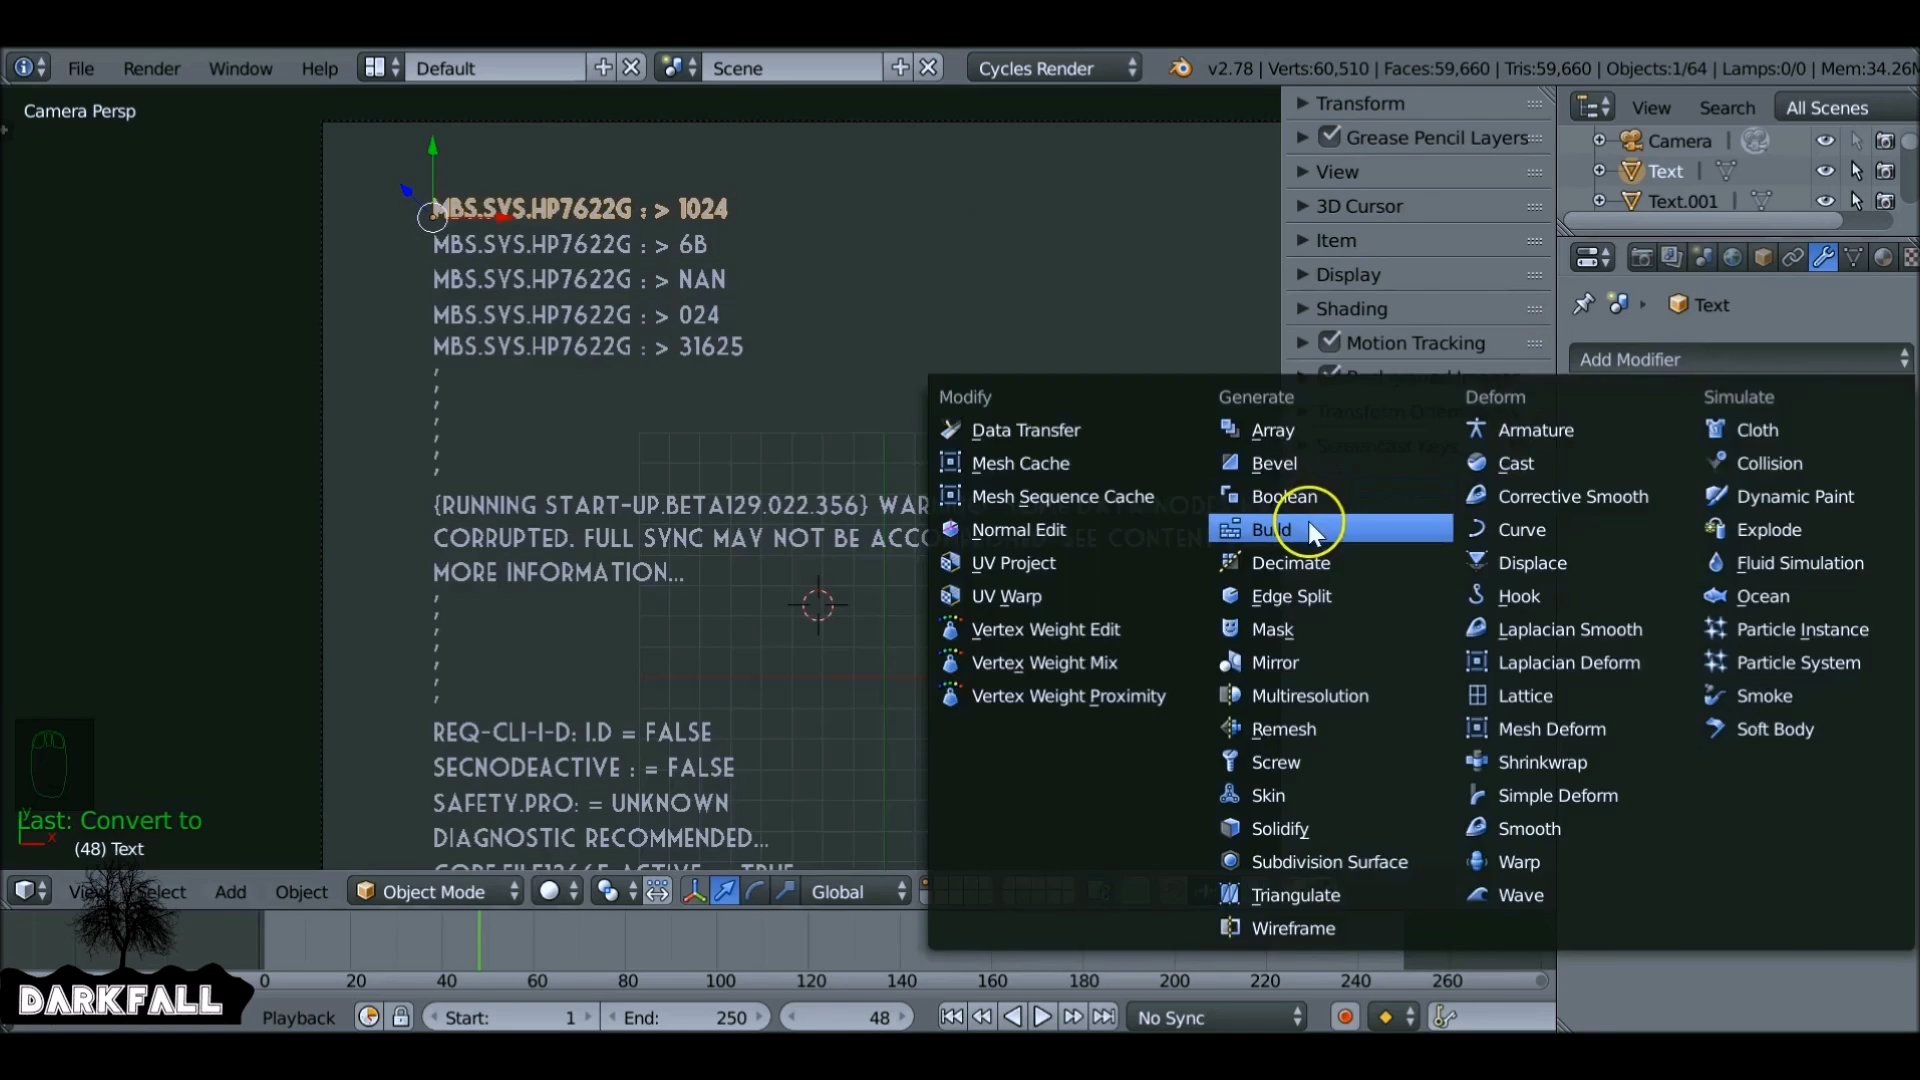 File Render Window Help Default Scene Cycles Render v2.78 | Verts:60,510 | Faces:59,660 | Tris:59,660 | Objects:1/64 | Lamps:0/0 | Mem:34.26M
Camera Persp
MBS.SYS.HP7622G : > 1024
MBS.SYS.HP7622G : > 6B
MBS.SYS.HP7622G : > NAN
MBS.SYS.HP7622G : > 024
MBS.SYS.HP7622G : > 31625
{RUNNING START-UP.BETA129.022.356}
CORRUPTED. FULL SYNC MAY NOT BE
MORE INFORMATION...
REQ-CLI-I-D: I.D = FALSE
SECNODEACTIVE : = FALSE
SAFETY.PRO: = UNKNOWN
DIAGNOSTIC RECOMMENDED...
Last: Convert to
(48) Text
Transform
Grease Pencil Layers
View
3D Cursor
Item
Display
Shading
Motion Tracking
View Search All Scenes
Camera
Text
Text.001
Text
Add Modifier
Modify
Data Transfer
Mesh Cache
Mesh Sequence Cache
Normal Edit
UV Project
UV Warp
Vertex Weight Edit
Vertex Weight Mix
Vertex Weight Proximity
Generate
Array
Bevel
Boolean
Build
Decimate
Edge Split
Mask
Mirror
Multiresolution
Remesh
Screw
Skin
Solidify
Subdivision Surface
Triangulate
Wireframe
Deform
Armature
Cast
Corrective Smooth
Curve
Displace
Hook
Laplacian Smooth
Laplacian Deform
Lattice
Mesh Deform
Shrinkwrap
Simple Deform
Smooth
Warp
Wave
Simulate
Cloth
Collision
Dynamic Paint
Explode
Fluid Simulation
Ocean
Particle Instance
Particle System
Smoke
Soft Body
View Select Add Object Object Mode Global
0 20 40 60 80 100 120 140 160 180 200 220 240 260
DARKFALL
Playback Start: 1 End: 250 48 No Sync